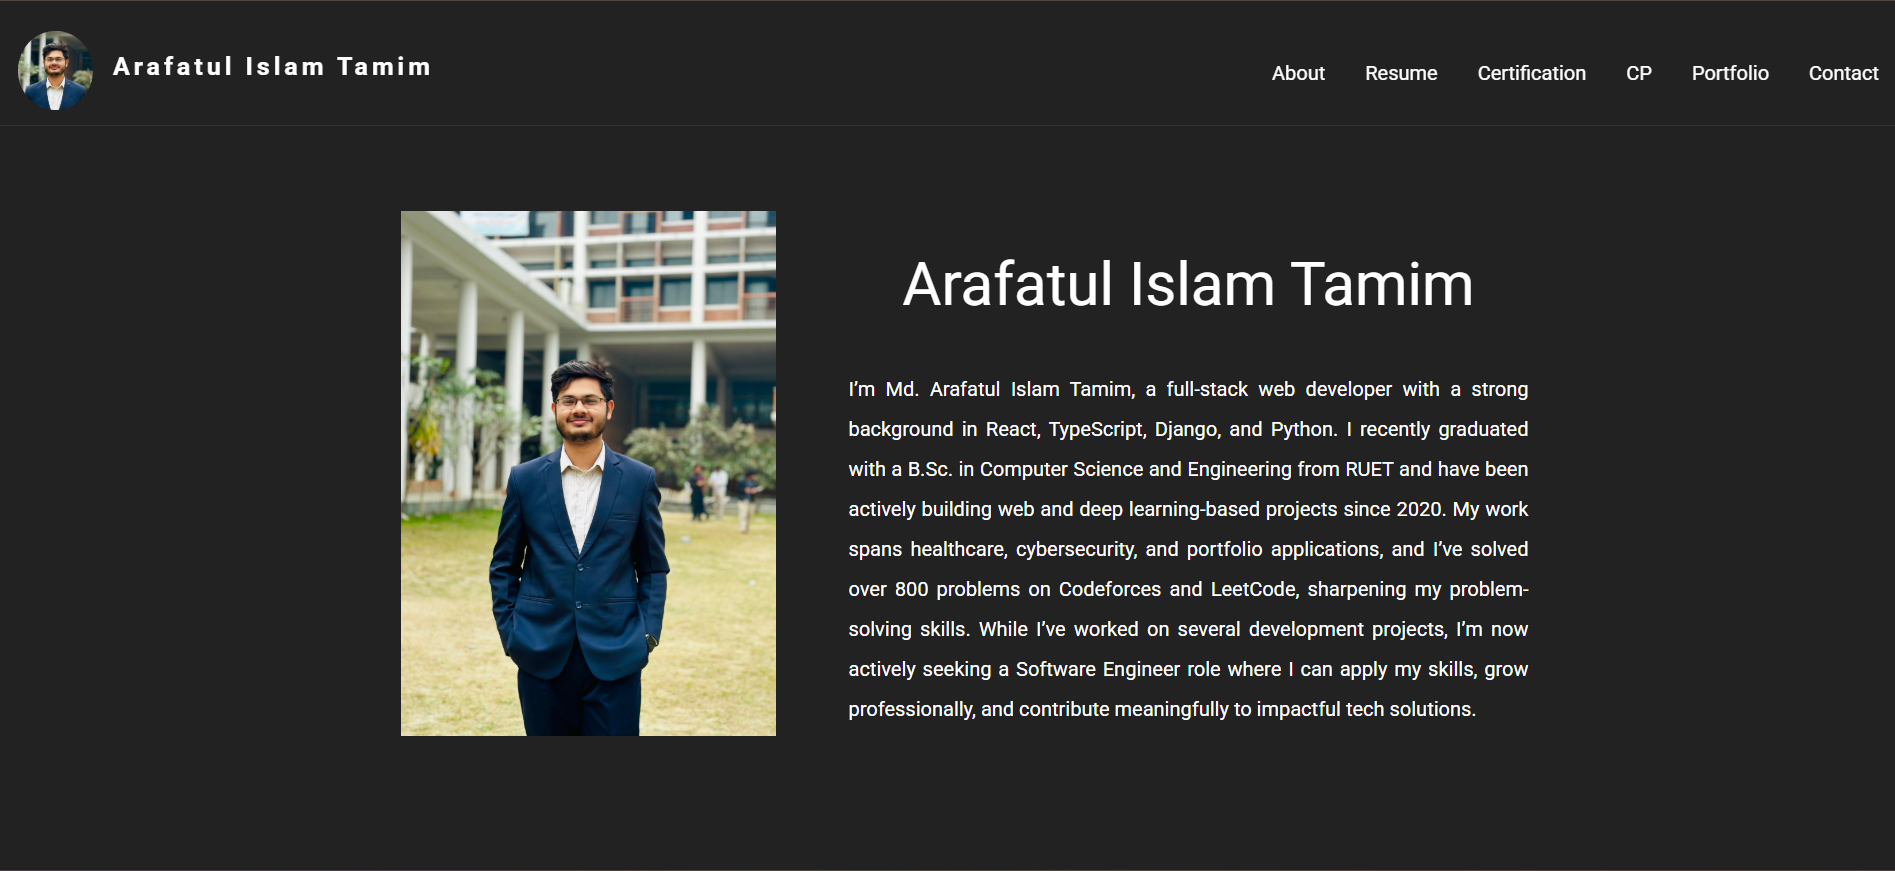 Arafatul Islam Tamim
About
Resume
Certification
CP
Portfolio
Contact
Arafatul Islam Tamim
I’m Md. Arafatul Islam Tamim, a full-stack web developer with a strong
background in React, TypeScript, Django, and Python. I recently graduated
with a B.Sc. in Computer Science and Engineering from RUET and have been
actively building web and deep learning-based projects since 2020. My work
spans healthcare, cybersecurity, and portfolio applications, and I’ve solved
over 800 problems on Codeforces and LeetCode, sharpening my problem-
solving skills. While I’ve worked on several development projects, I’m now
actively seeking a Software Engineer role where I can apply my skills, grow
professionally, and contribute meaningfully to impactful tech solutions.